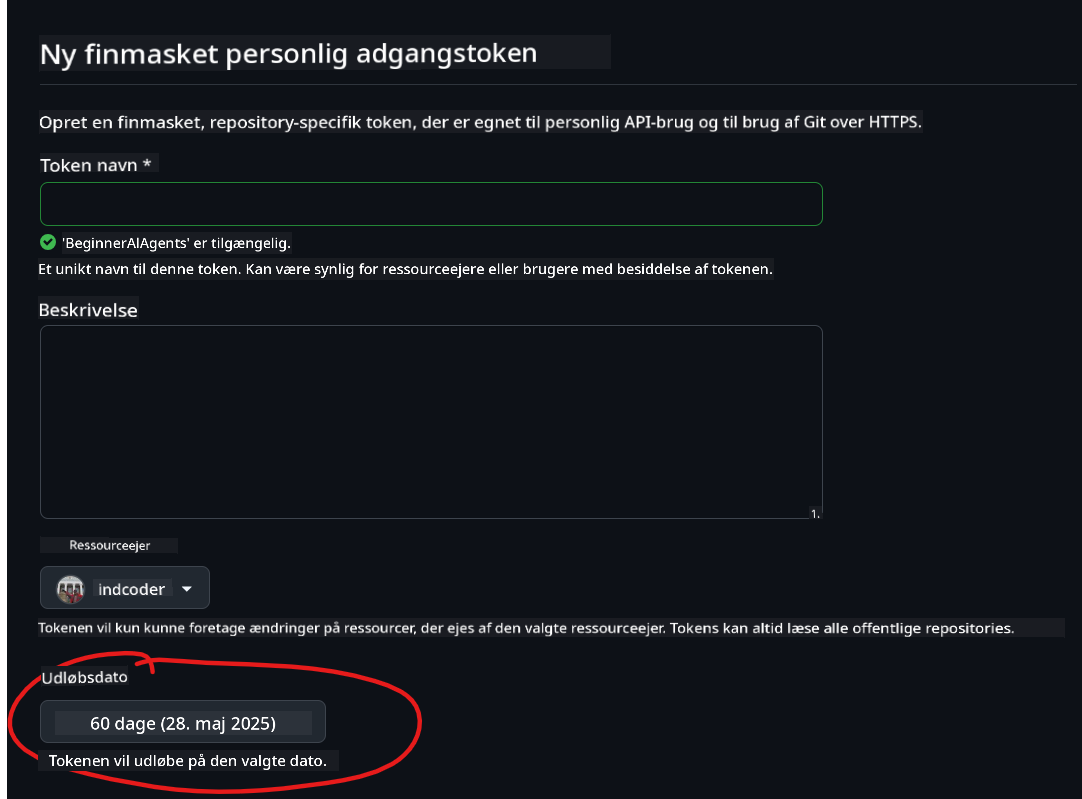 Ny finmasket personlig adgangstoken
Opret en finmasket, repository-specifik token, der er egnet til personlig API-brug og til brug af Git over HTTPS.
Token navn *
'BeginnerAIAgents' er tilgængelig.
Et unikt navn til denne token. Kan være synlig for ressourceejere eller brugere med besiddelse af tokenen.
Beskrivelse
1.
Ressourceejer
indcoder
Tokenen vil kun kunne foretage ændringer på ressourcer, der ejes af den valgte ressourceejer. Tokens kan altid læse alle offentlige repositories.
Udløbsdato
60 dage (28. maj 2025)
Tokenen vil udløbe på den valgte dato.